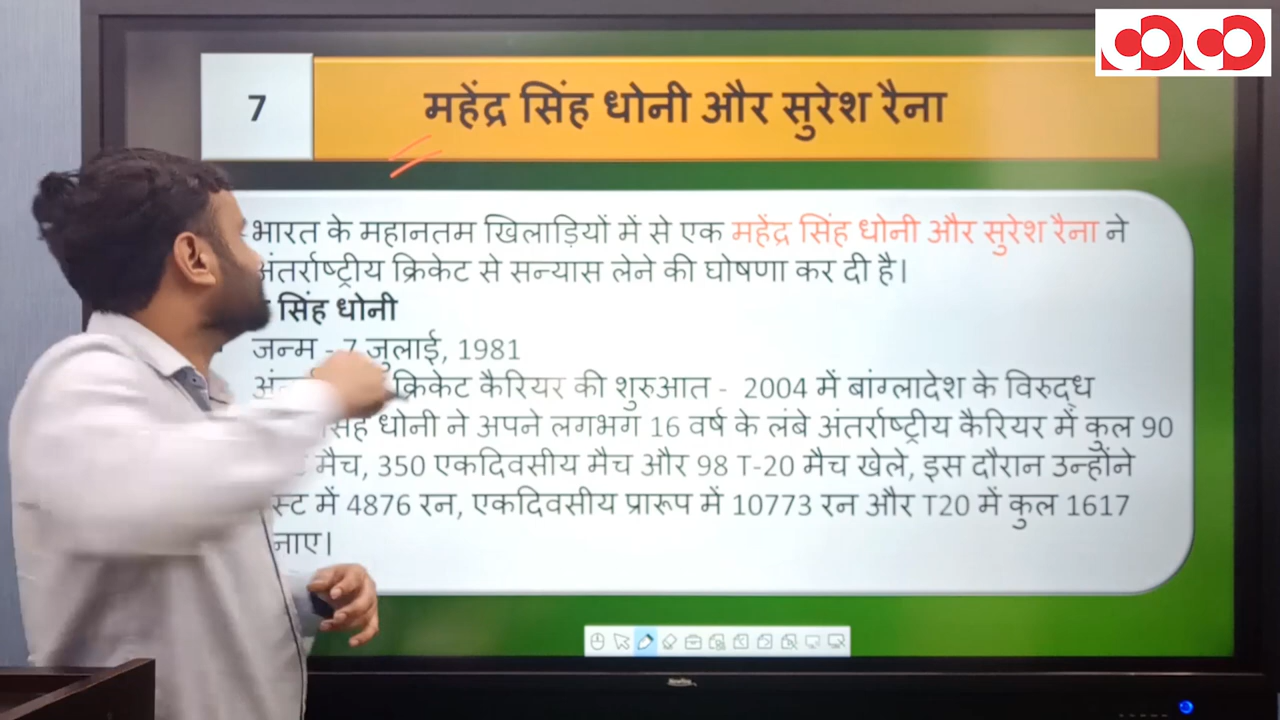 7
महेंद्र सिंह धोनी और सुरेश रैना
भारत के महानतम खिलाड़ियों में से एक महेंद्र सिंह धोनी और सुरेश रैना ने
अंतर्राष्ट्रीय क्रिकेट से सन्यास लेने की घोषणा कर दी है।
सिंह धोनी
जन्म - 7 जुलाई, 1981
क्रिकेट कैरियर की शुरुआत - 2004 में बांग्लादेश के विरुद्ध
सिंह धोनी ने अपने लगभग 16 वर्ष के लंबे अंतर्राष्ट्रीय कैरियर में कुल 90
मैच, 350 एकदिवसीय मैच और 98 T-20 मैच खेले, इस दौरान उन्होंने
में 4876 रन, एकदिवसीय प्रारूप में 10773 रन और T20 में कुल 1617